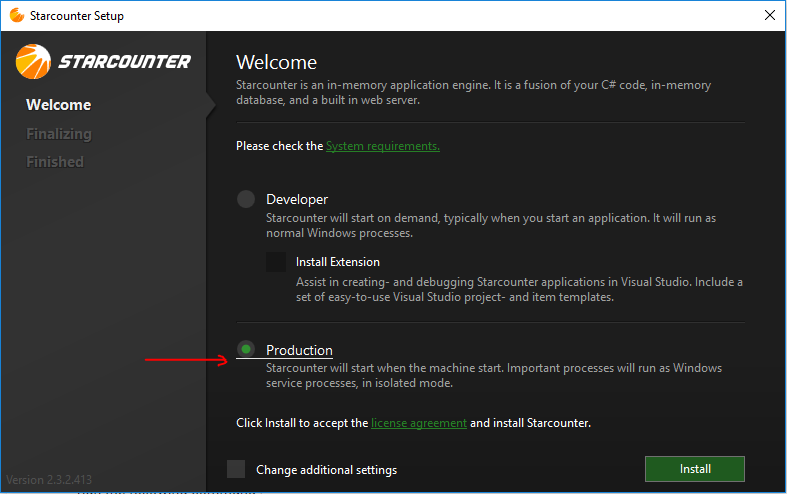 Starcounter Setup
STARCOUNTER
Welcome
Finalizing
Finished
Welcome
Starcounter is an in-memory application engine. It is a fusion of your C# code, in-memory
database, and a built in web server.
Please check the System requirements.
Developer
Starcounter will start on demand, typically when you start an application. It will run as
normal Windows processes.
Install Extension
Assist in creating- and debugging Starcounter applications in Visual Studio. Include a
set of easy-to-use Visual Studio project- and item templates.
Production
Starcounter will start when the machine start. Important processes will run as Windows
service processes, in isolated mode.
Click Install to accept the license agreement and install Starcounter.
Change additional settings
Install
Version 2.3.2.413